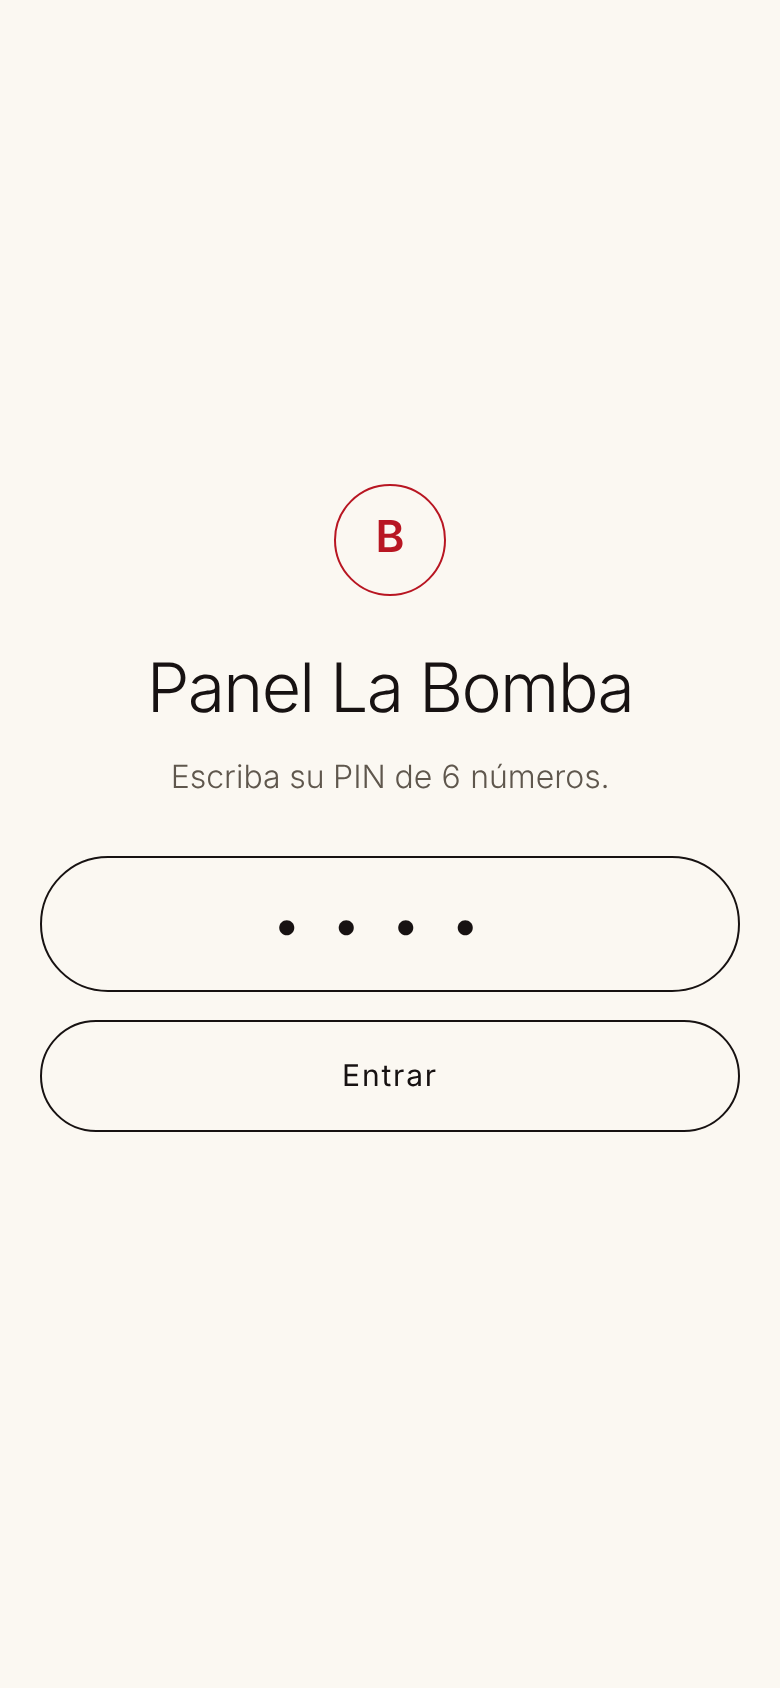 B
Panel La Bomba
Escriba su PIN de 6 números.
••••
Entrar